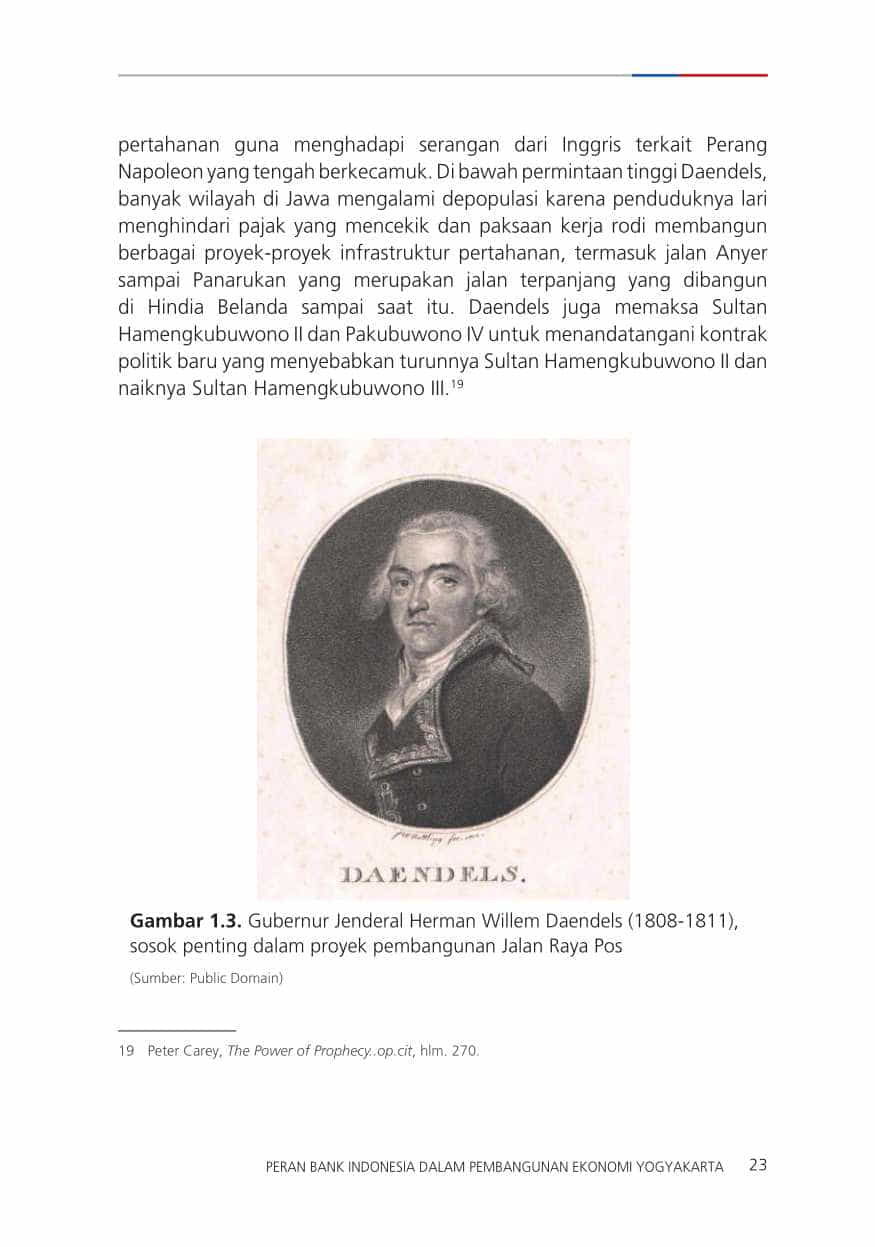 pertahanan guna menghadapi serangan dari Inggris terkait Perang
Napoleon yang tengah berkecamuk. Di bawah permintaan tinggi Daendels,
banyak wilayah di Jawa mengalami depopulasi karena penduduknya lari
menghindari pajak yang mencekik dan paksaan kerja rodi membangun
berbagai proyek-proyek infrastruktur pertahanan, termasuk jalan Anyer
sampai Panarukan yang merupakan jalan terpanjang yang dibangun
di Hindia Belanda sampai saat itu. Daendels juga memaksa Sultan
Hamengkubuwono II dan Pakubuwono IV untuk menandatangani kontrak
politik baru yang menyebabkan turunnya Sultan Hamengkubuwono II dan
naiknya Sultan Hamengkubuwono III.19
DAENDELS.
Gambar 1.3. Gubernur Jenderal Herman Willem Daendels (1808-1811),
sosok penting dalam proyek pembangunan Jalan Raya Pos
(Sumber: Public Domain)
19 Peter Carey, The Power of Prophecy..op.cit, hlm. 270.
PERAN BANK INDONESIA DALAM PEMBANGUNAN EKONOMI YOGYAKARTA 23